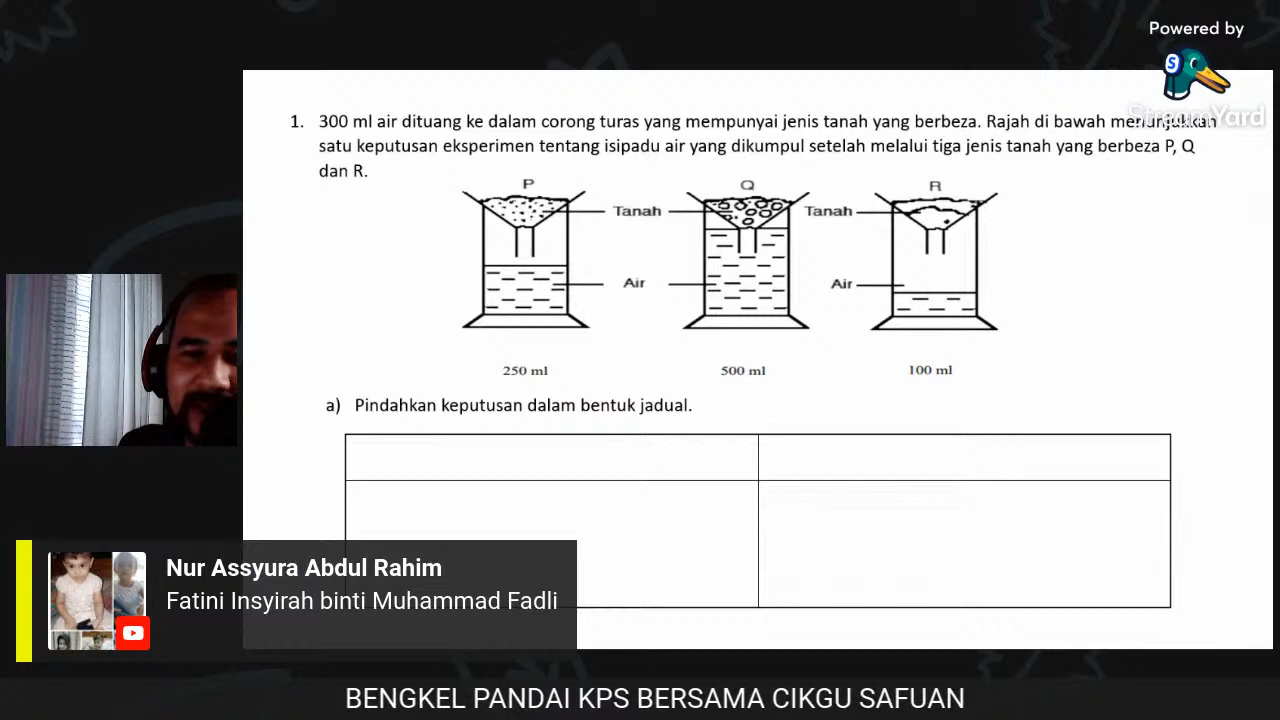 Powered by
StreamYard
1. 300 ml air dituang ke dalam corong turas yang mempunyai jenis tanah yang berbeza. Rajah di bawah menunjukkan
satu keputusan eksperimen tentang isipadu air yang dikumpul setelah melalui tiga jenis tanah yang berbeza P, Q
dan R.
P Q R
Tanah Tanah
Air Air
250 ml 500 ml 100 ml
a) Pindahkan keputusan dalam bentuk jadual.
Nur Assyura Abdul Rahim
Fatini Insyirah binti Muhammad Fadli
BENGKEL PANDAI KPS BERSAMA CIKGU SAFUAN